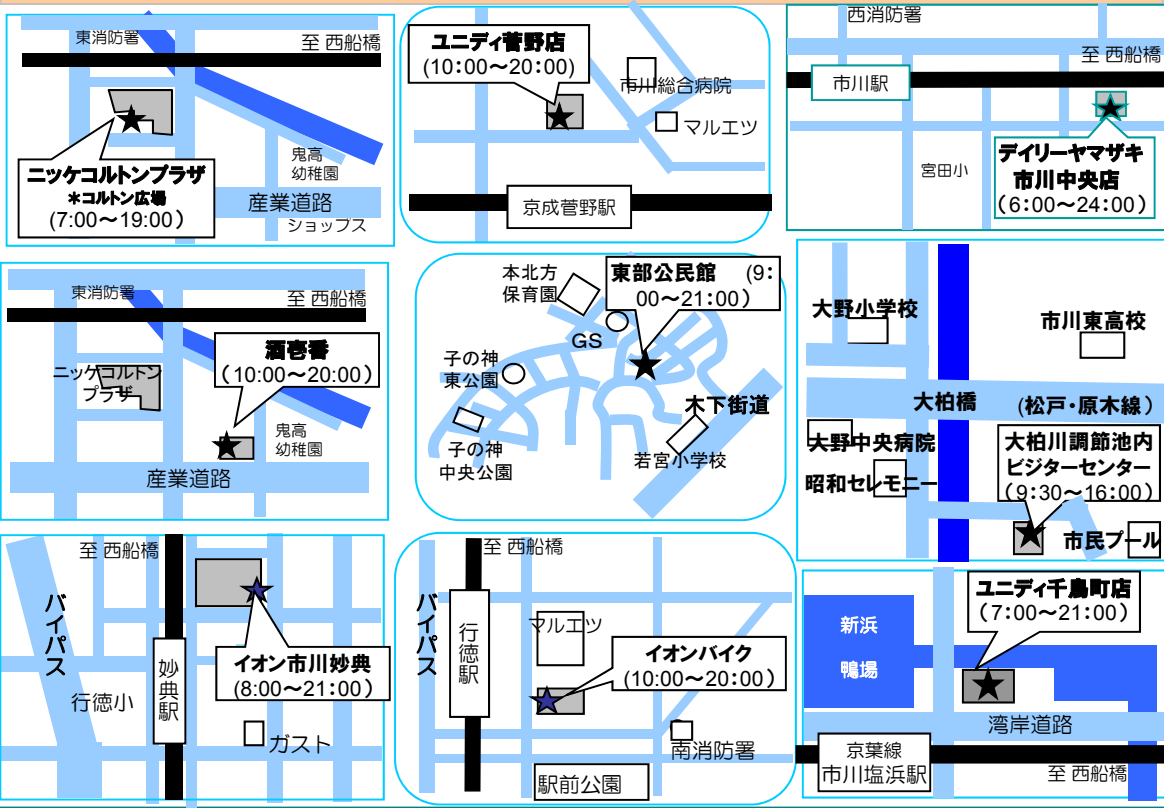 東消防署
至 西船橋
ニッケコルトンプラザ
*コルトン広場
(7:00～19:00)
鬼高
幼稚園
産業道路
ショップス
ユニディ菅野店
(10:00～20:00)
市川総合病院
マルエツ
京成菅野駅
西消防署
至 西船橋
市川駅
宮田小
デイリーヤマザキ
市川中央店
(6:00～24:00)
東消防署
至 西船橋
ニッケコルトン
プラザ
酒壱番
(10:00～20:00)
鬼高
幼稚園
産業道路
本北方
保育園
東部公民館 (9:
00～21:00)
GS
子の神
東公園
木下街道
子の神
中央公園
若宮小学校
大野小学校
市川東高校
大柏橋
(松戸・原木線)
大野中央病院
昭和セレモニー
大柏川調節池内
ビジターセンター
(9:30～16:00)
市民プール
至 西船橋
バイパス
妙典駅
イオン市川妙典
(8:00～21:00)
行徳小
ガスト
至 西船橋
バイパス
行徳駅
マルエツ
イオンバイク
(10:00～20:00)
南消防署
駅前公園
ユニディ千鳥町店
(7:00～21:00)
新浜
鴨場
湾岸道路
京葉線
市川塩浜駅
至 西船橋